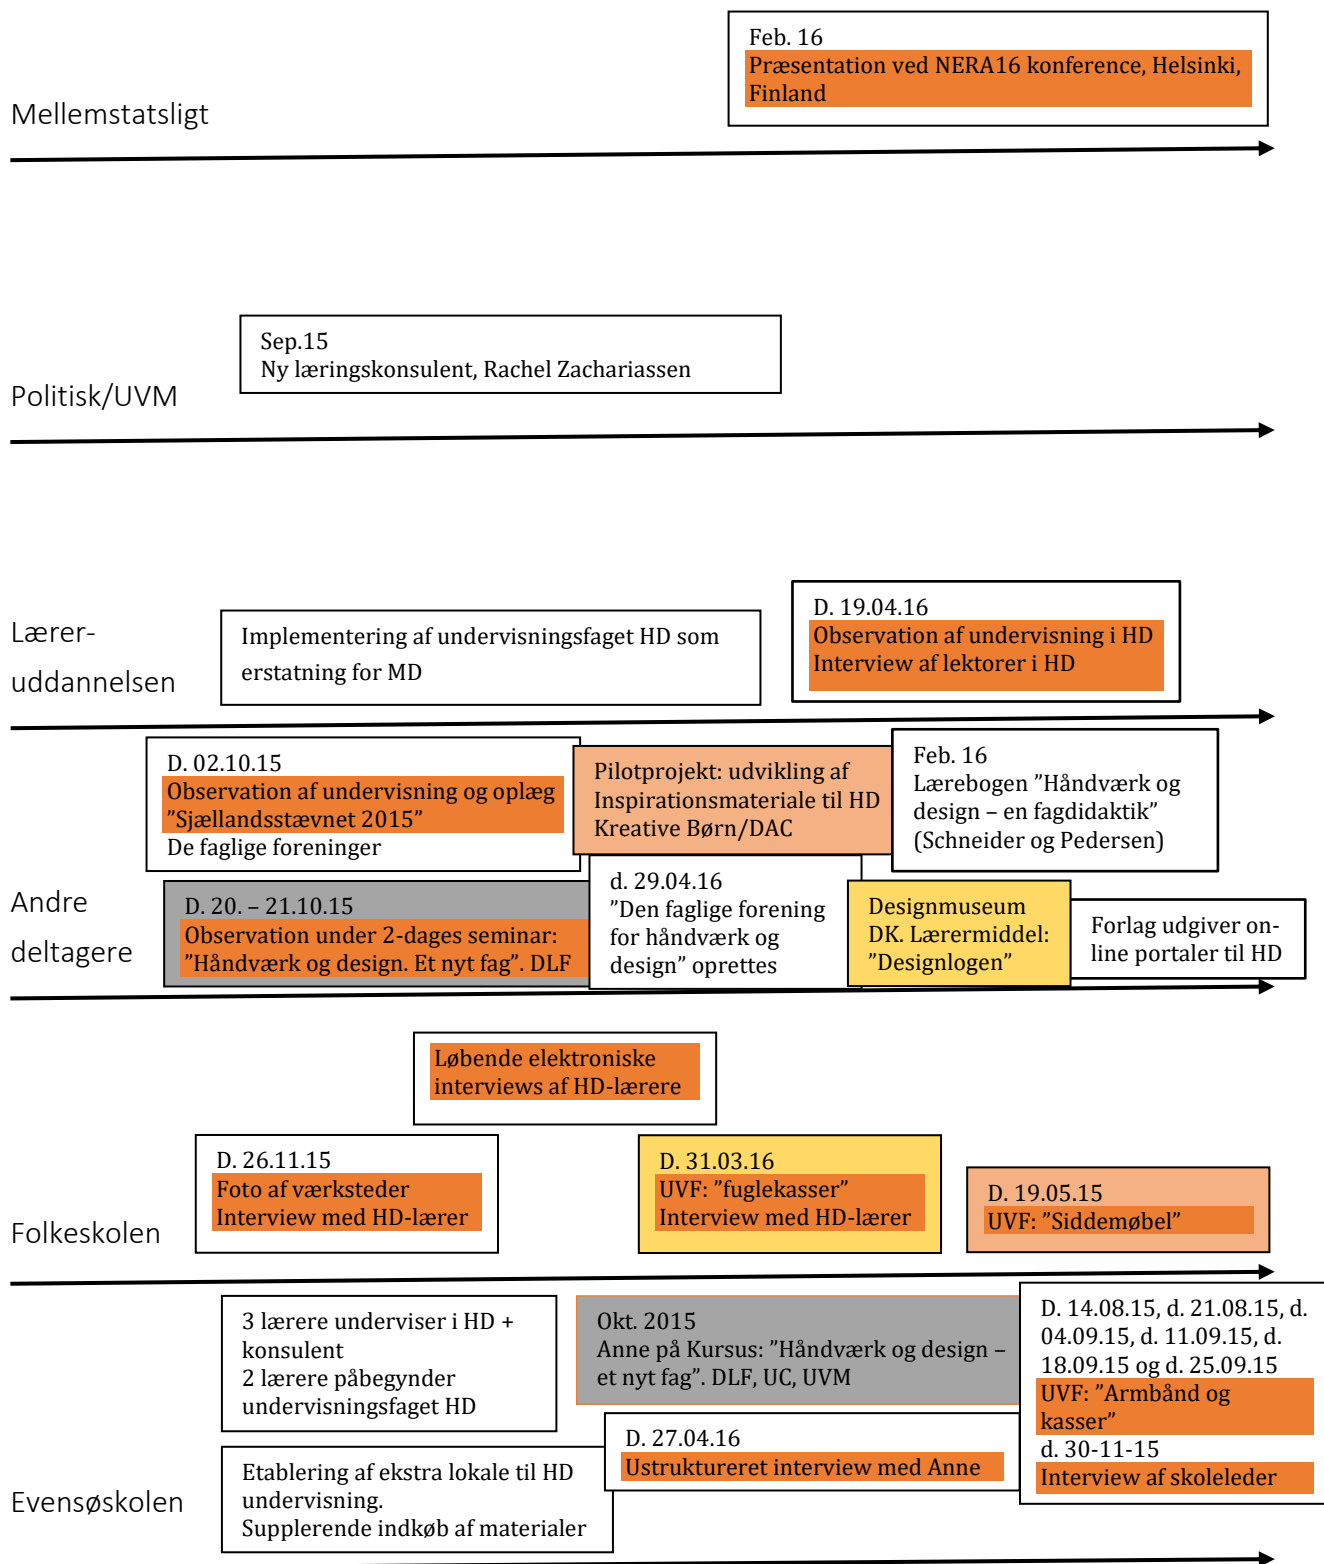 Feb. 16
Præsentation ved NERA16 konference, Helsinki,
Finland
Mellemstatsligt
Sep.15
Ny læringskonsulent, Rachel Zachariassen
Politisk/UVM
D. 19.04.16
Observation af undervisning i HD
Interview af lektorer i HD
Implementering af undervisningsfaget HD som
erstatning for MD
Lærer-
uddannelsen
D. 02.10.15
Observation af undervisning og oplæg
”Sjællandsstævnet 2015”
De faglige foreninger
Pilotprojekt: udvikling af
Inspirationsmateriale til HD
Kreative Børn/DAC
Feb. 16
Lærebogen ”Håndværk og
design – en fagdidaktik”
(Schneider og Pedersen)
Andre
deltagere
D. 20. – 21.10.15
Observation under 2-dages seminar:
”Håndværk og design. Et nyt fag”. DLF
d. 29.04.16
”Den faglige forening
for håndværk og
design” oprettes
Designmuseum
DK. Lærermiddel:
”Designlogen”
Forlag udgiver on-
line portaler til HD
Løbende elektroniske
interviews af HD-lærere
D. 26.11.15
Foto af værksteder
Interview med HD-lærer
D. 31.03.16
UVF: ”fuglekasser”
Interview med HD-lærer
D. 19.05.15
UVF: ”Siddemøbel”
Folkeskolen
3 lærere underviser i HD +
konsulent
2 lærere påbegynder
undervisningsfaget HD
Okt. 2015
Anne på Kursus: ”Håndværk og design –
et nyt fag”. DLF, UC, UVM
D. 14.08.15, d. 21.08.15, d.
04.09.15, d. 11.09.15, d.
18.09.15 og d. 25.09.15
UVF: ”Armbånd og
kasser”
d. 30-11-15
Interview af skoleleder
D. 27.04.16
Ustruktureret interview med Anne
Etablering af ekstra lokale til HD
undervisning.
Supplerende indkøb af materialer
Evensøskolen